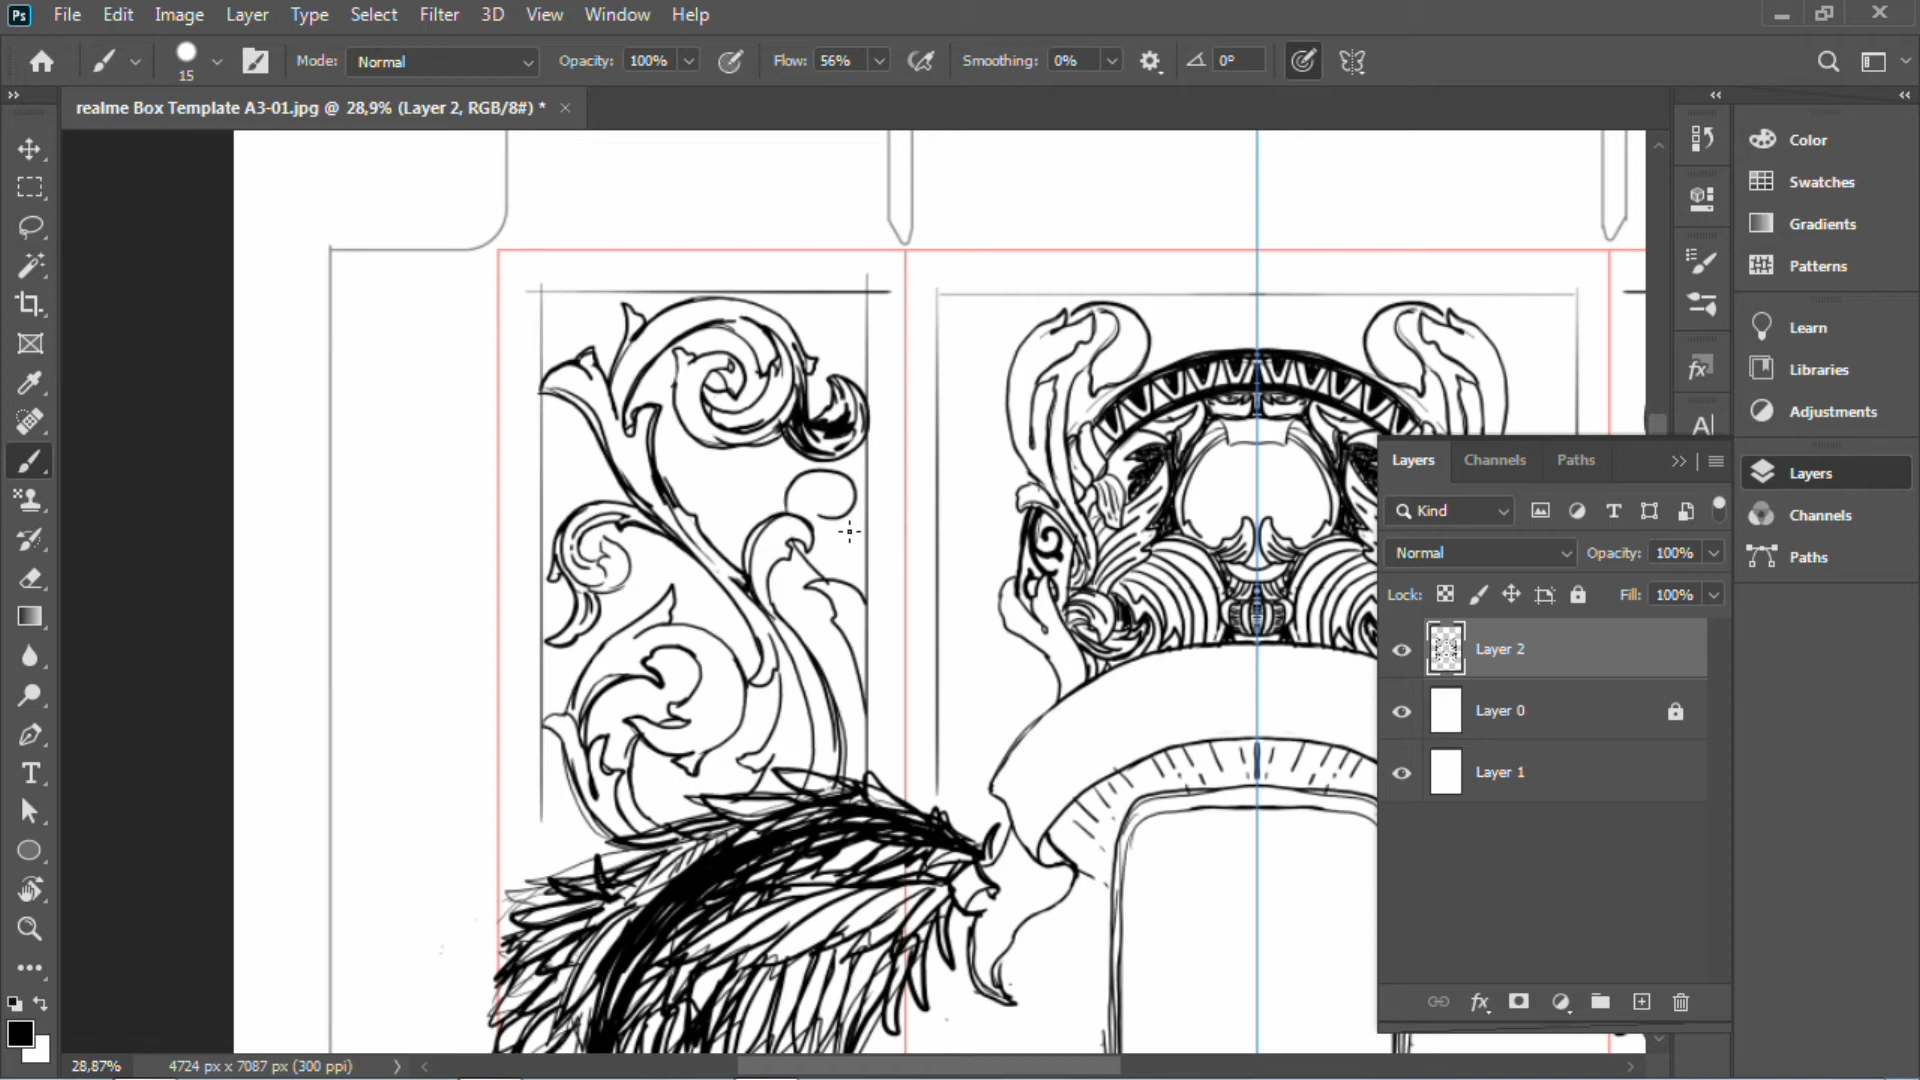 Ps File Edit Image Layer Type Select Filter 3D View Window Help
15 Mode: Normal Opacity: 100% Flow: 56% Smoothing: 0% 0°
realme Box Template A3-01.jpg @ 28,9% (Layer 2, RGB/8#) *
Color
Swatches
Gradients
Patterns
Learn
Libraries
Adjustments
Layers
Channels
Paths
Layers Channels Paths
Kind
Normal Opacity: 100%
Lock: Fill: 100%
Layer 2
Layer 0
Layer 1
fx
28,87% 4724 px x 7087 px (300 ppi)